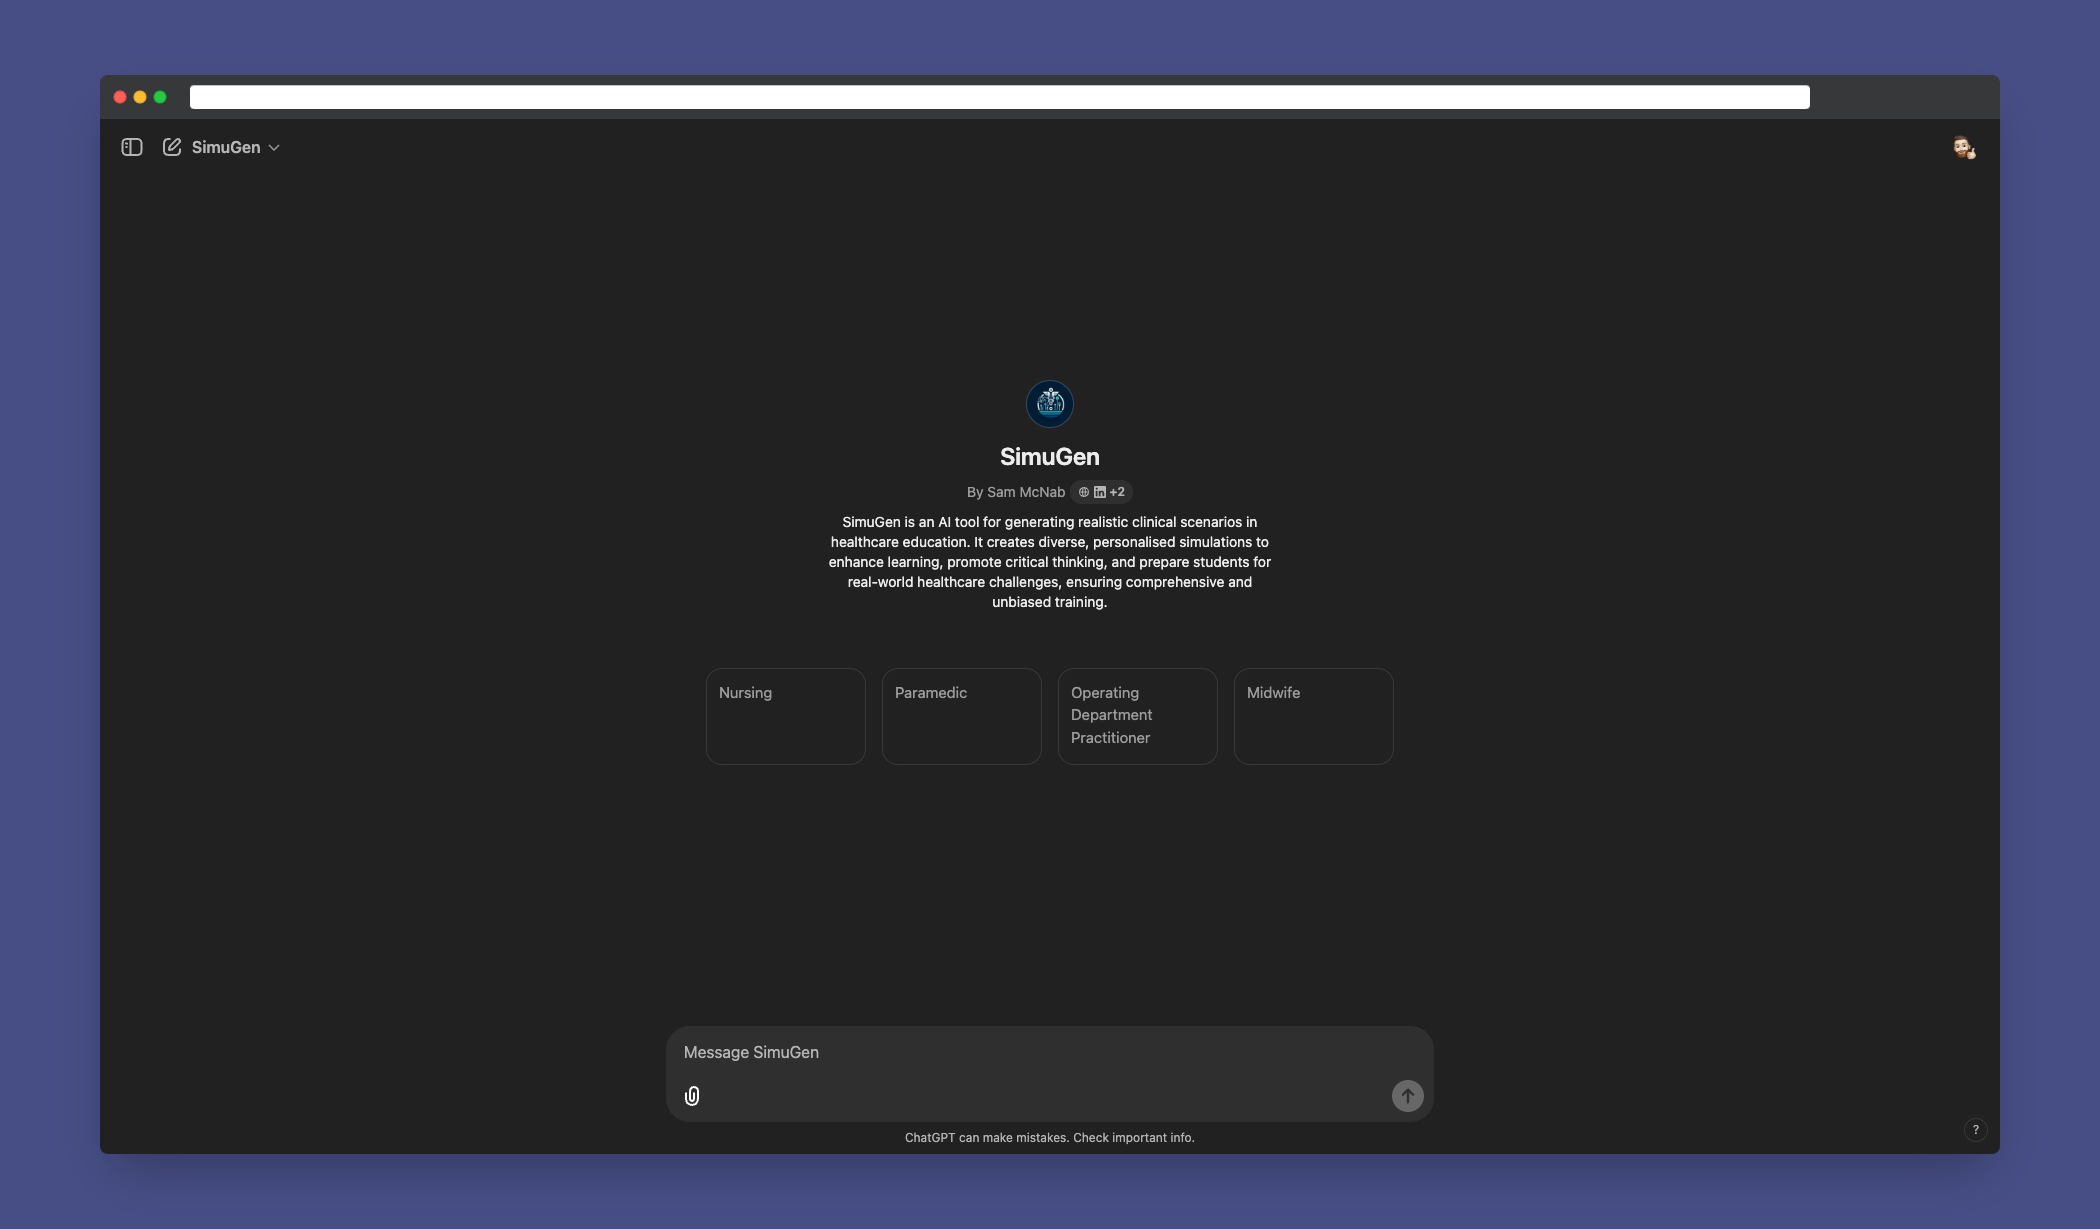 SimuGen
SimuGen
By Sam McNab in +2
SimuGen is an AI tool for generating realistic clinical scenarios in
healthcare education. It creates diverse, personalised simulations to
enhance learning, promote critical thinking, and prepare students for
real-world healthcare challenges, ensuring comprehensive and
unbiased training.
Nursing
Paramedic
Operating
Department
Practitioner
Midwife
Message SimuGen
ChatGPT can make mistakes. Check important info.
?